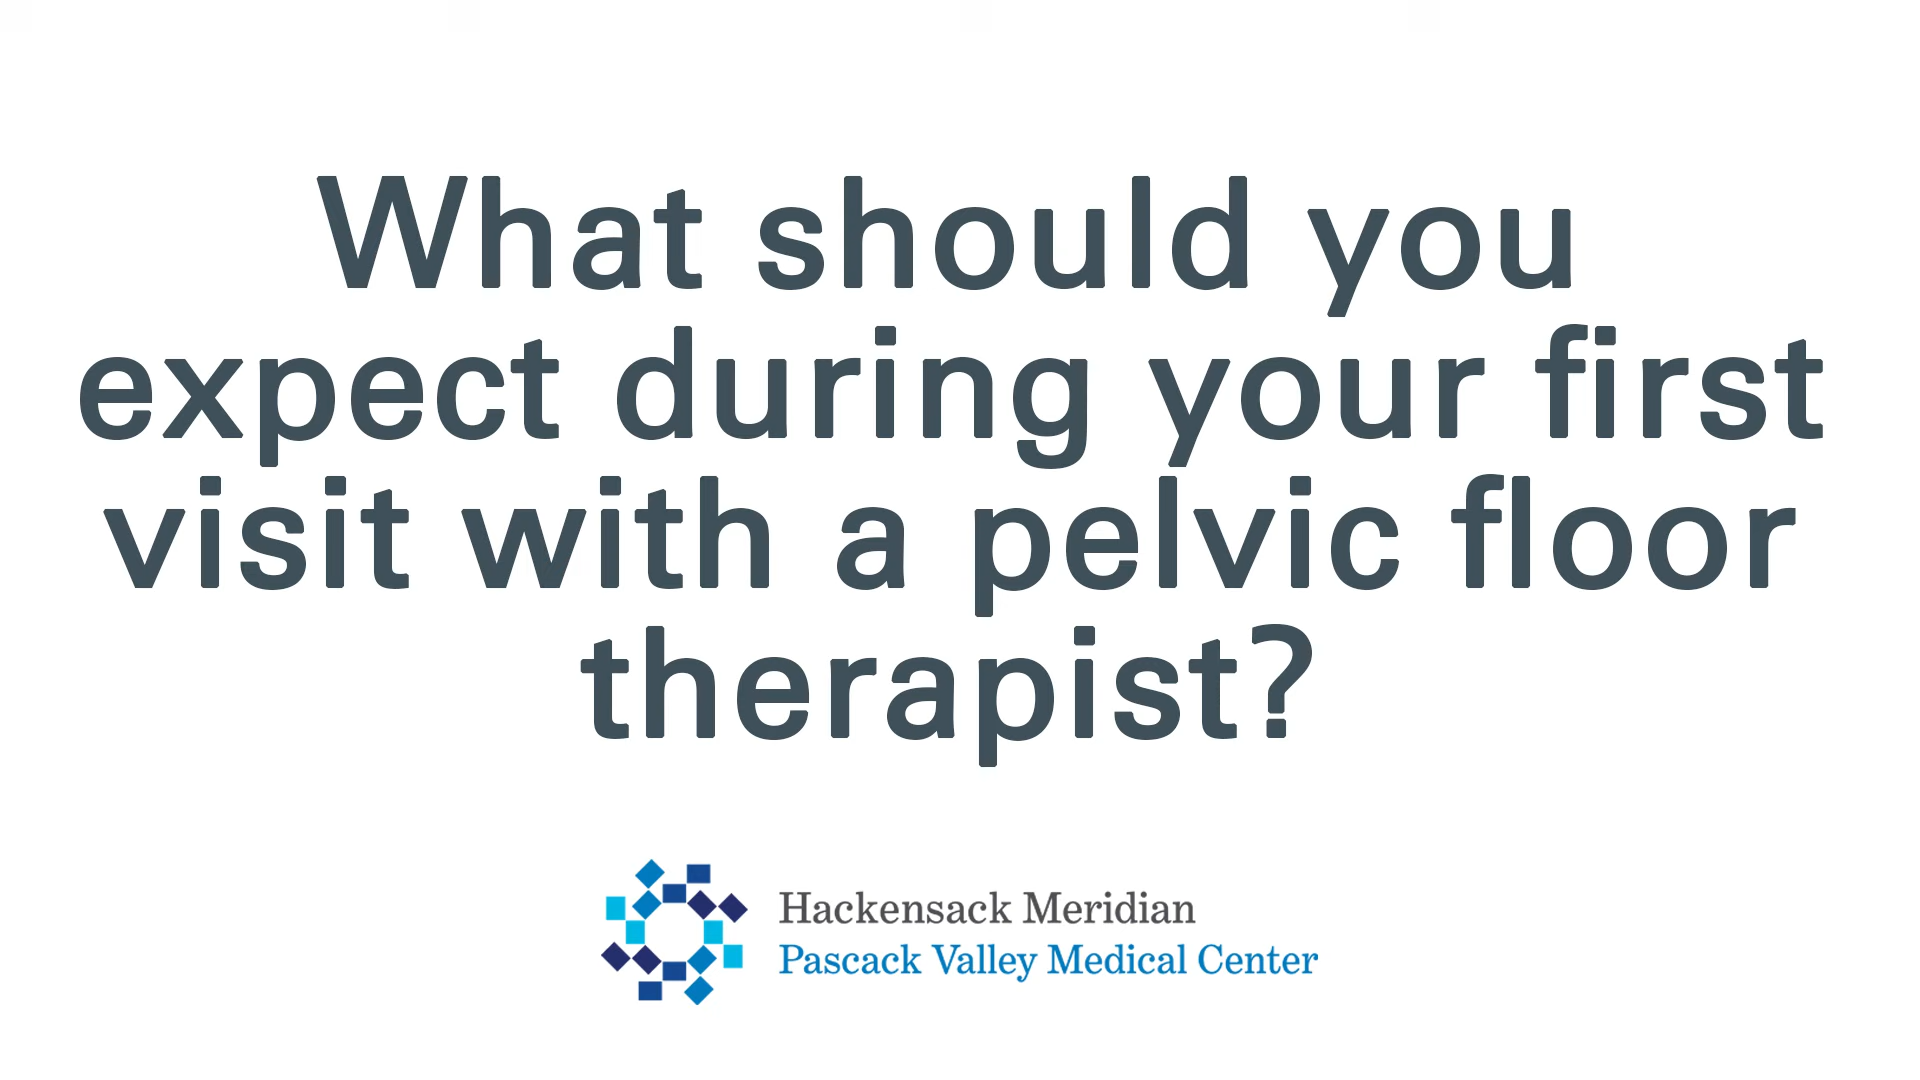 What should you
expect during your first
visit with a pelvic floor
therapist?
Hackensack Meridian
Pascack Valley Medical Center